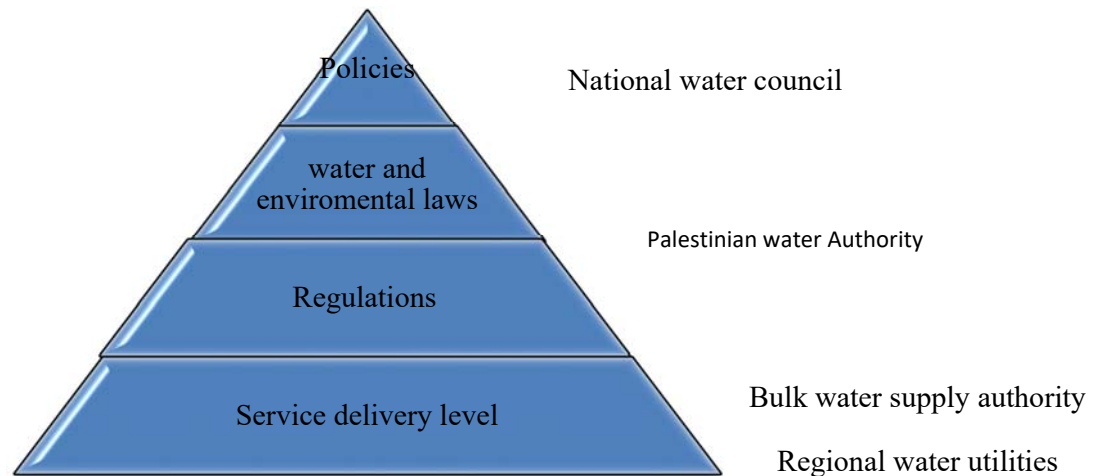 Policies
National water council
water and
enviromental laws
Palestinian water Authority
Regulations
Service delivery level
Bulk water supply authority
Regional water utilities